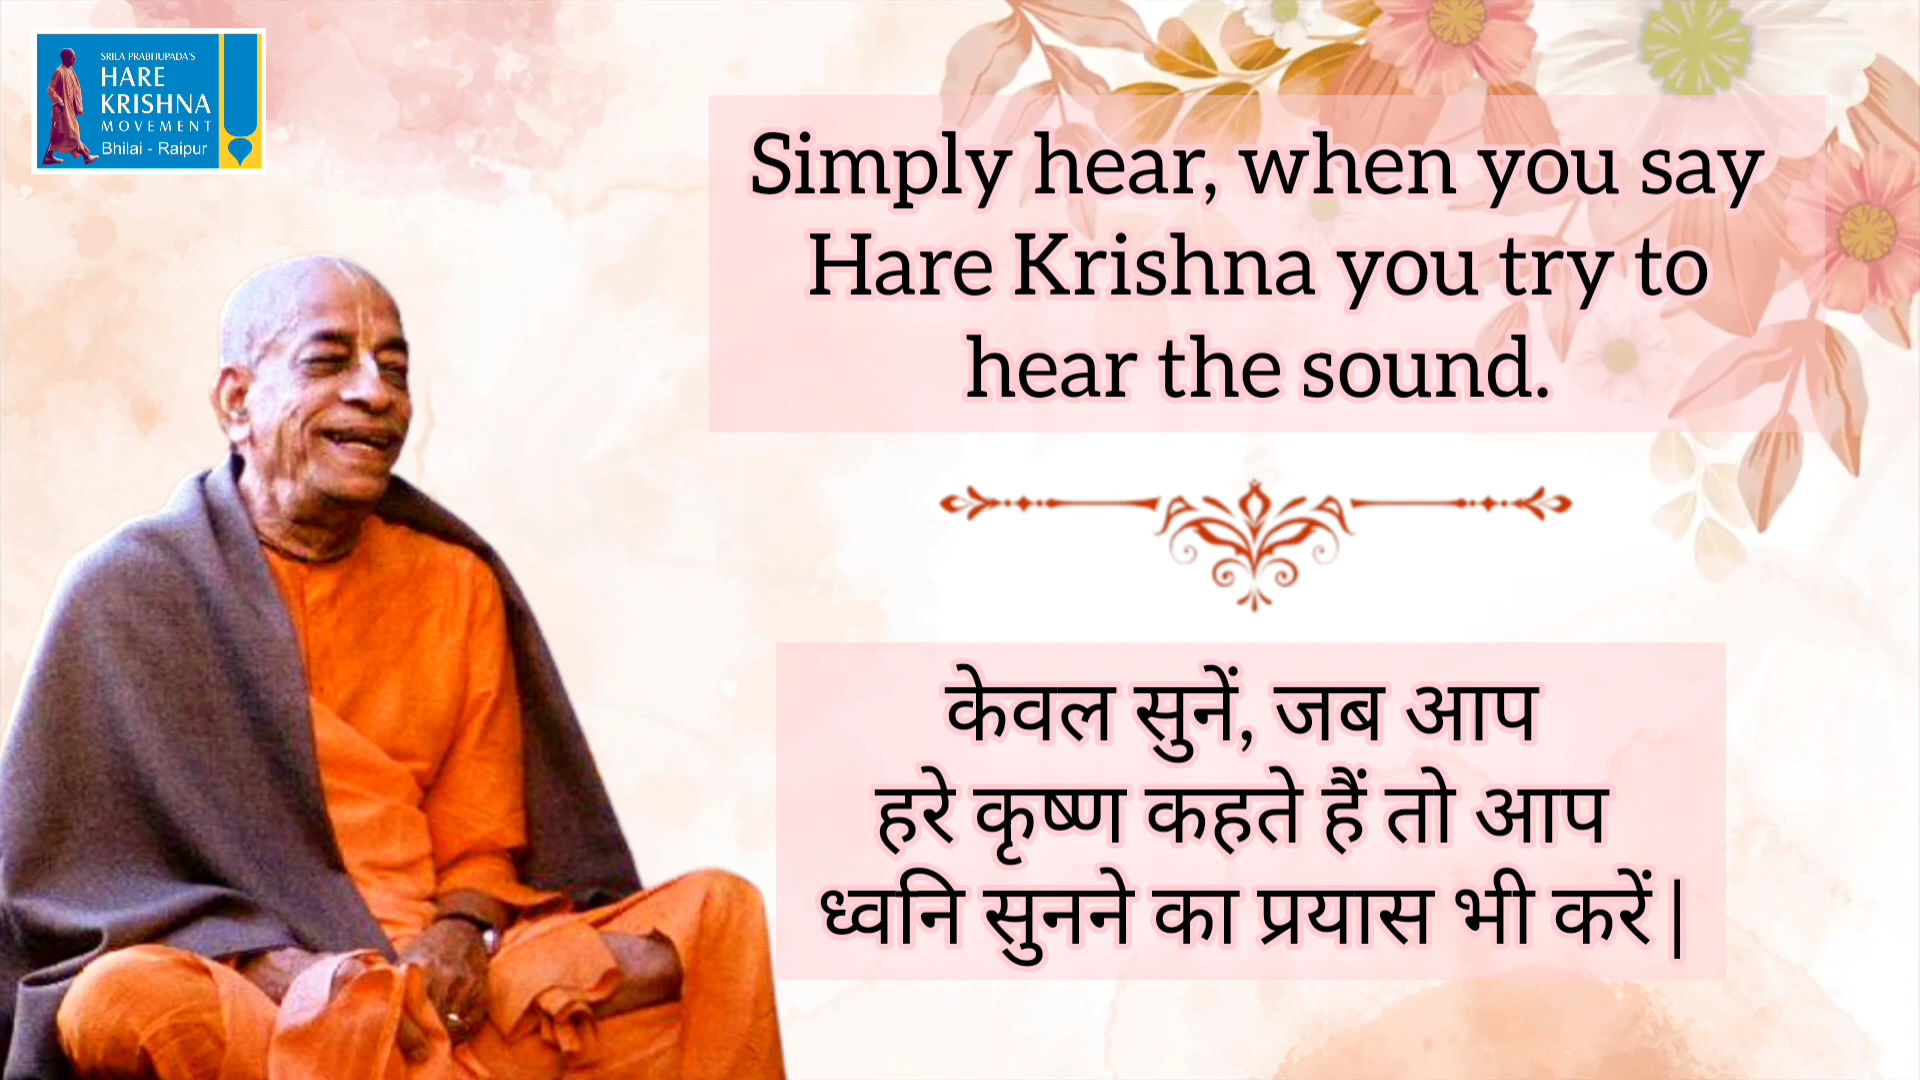 SRILA PRABHUPADA'S
HARE
KRISHNA
MOVEMENT
Bhilai - Raipur
Simply hear, when you say
Hare Krishna you try to
hear the sound.
केवल सुनें, जब आप
हरे कृष्ण कहते हैं तो आप
ध्वनि सुनने का प्रयास भी करें|